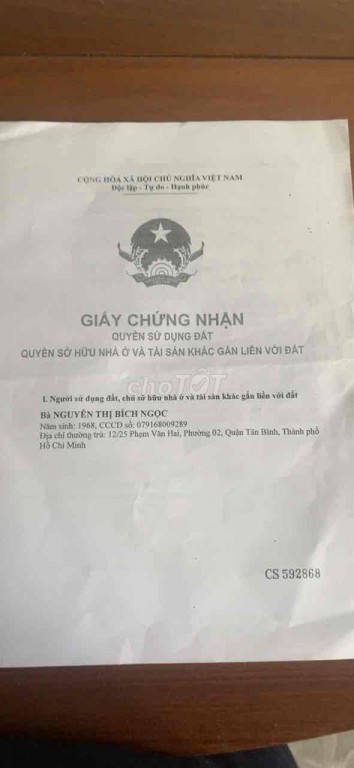 CỘNG HÒA XÃ HỘI CHỦ NGHĨA VIỆT NAM
Độc lập - Tự do - Hạnh phúc
GIẤY CHỨNG NHẬN
QUYỀN SỬ DỤNG ĐẤT
QUYỀN SỞ HỮU NHÀ Ở VÀ TÀI SẢN KHÁC GẮN LIỀN VỚI ĐẤT
choTỐT
I. Người sử dụng đất, chủ sở hữu nhà ở và tài sản khác gắn liền với đất
Bà NGUYỄN THỊ BÍCH NGỌC
Năm sinh: 1968, CCCD số: 079168009289
Địa chỉ thường trú: 12/25 Phạm Văn Hai, Phường 02, Quận Tân Bình, Thành phố
Hồ Chí Minh
CS 592868